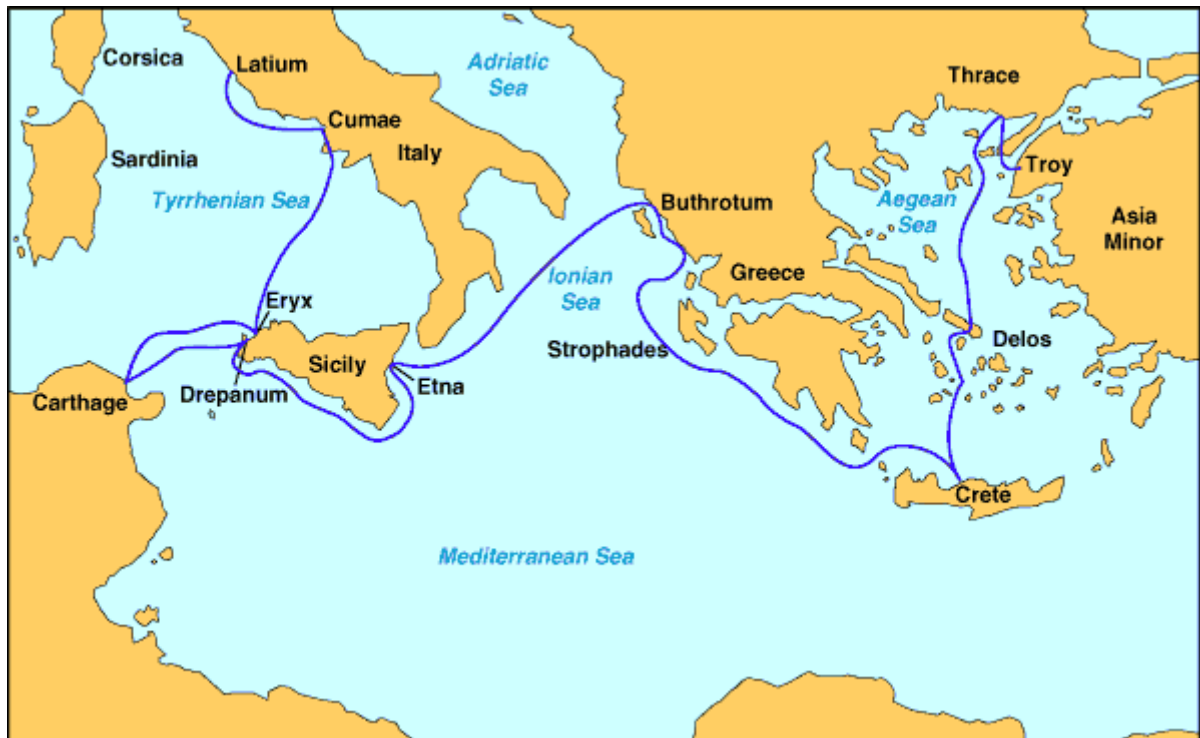 Corsica
Latium
Adriatic
Sea
Thrace
Cumae
Italy
Sardinia
Troy
Tyrrhenian Sea
Buthrotum
Aegean
Sea
Asia
Minor
Ionian
Sea
Greece
Eryx
Sicily
Strophades
Delos
Carthage
Drepanum
Etna
Crete
Mediterranean Sea